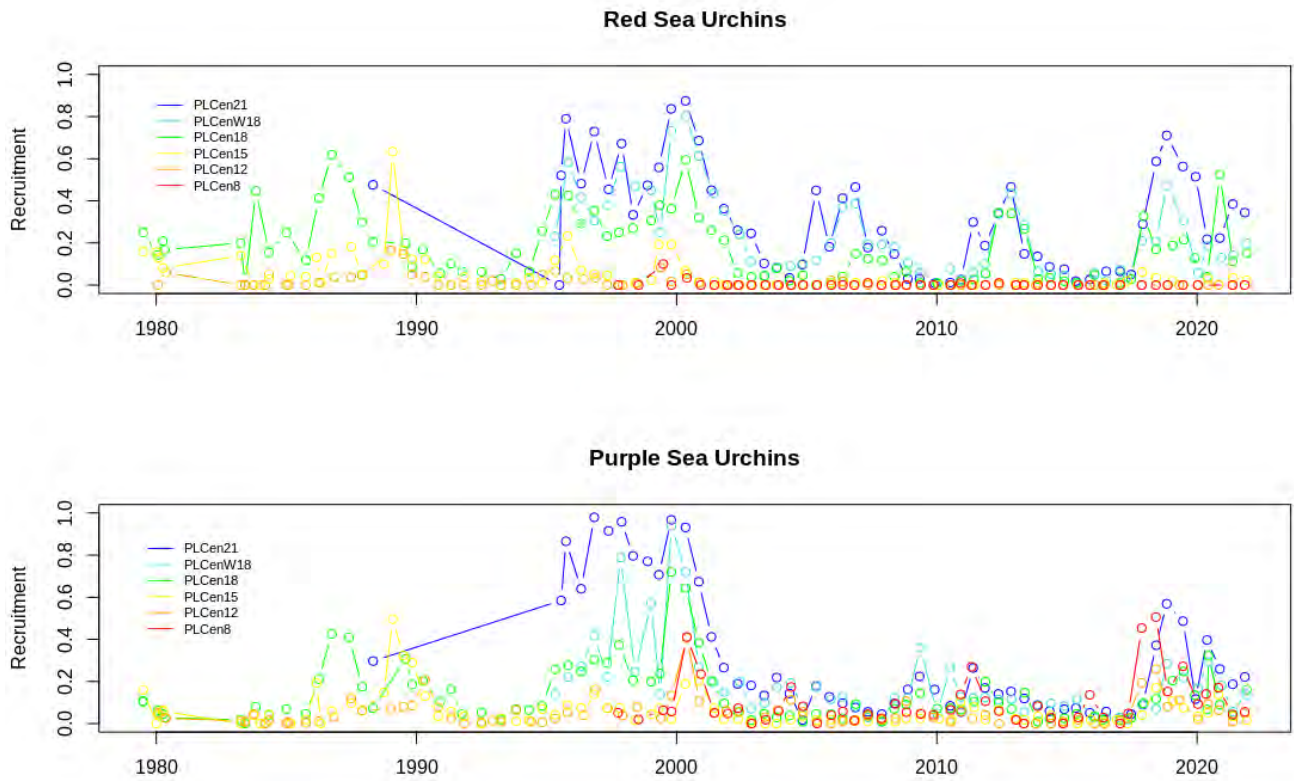 Red Sea Urchins
Recruitment
1.0
0.8
0.6
0.4
0.2
0.0
PLCen21
PLCenW18
PLCen18
PLCen15
PLCen12
PLCen8
1980 1990 2000 2010 2020
Purple Sea Urchins
Recruitment
1.0
0.8
0.6
0.4
0.2
0.0
PLCen21
PLCenW18
PLCen18
PLCen15
PLCen12
PLCen8
1980 1990 2000 2010 2020